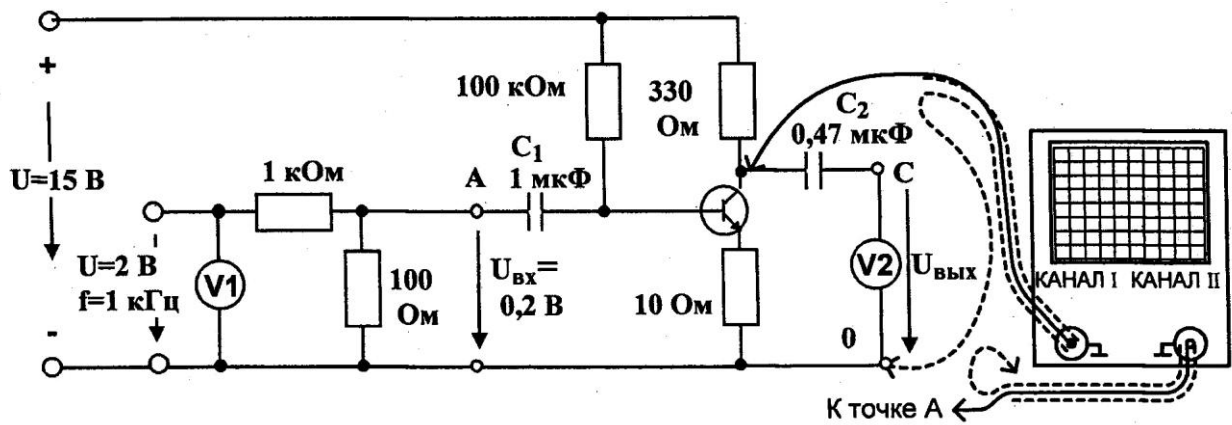 +
U=15 В
-
U=2 В
f=1 кГц
V1
1 кОм
100
Ом
A
C₁
1 мкФ
Uвх=
0,2 В
100 кОм
330
Ом
10 Ом
C₂
0,47 мкФ
C
V2
Uвых
0
КАНАЛ I КАНАЛ II
К точке А